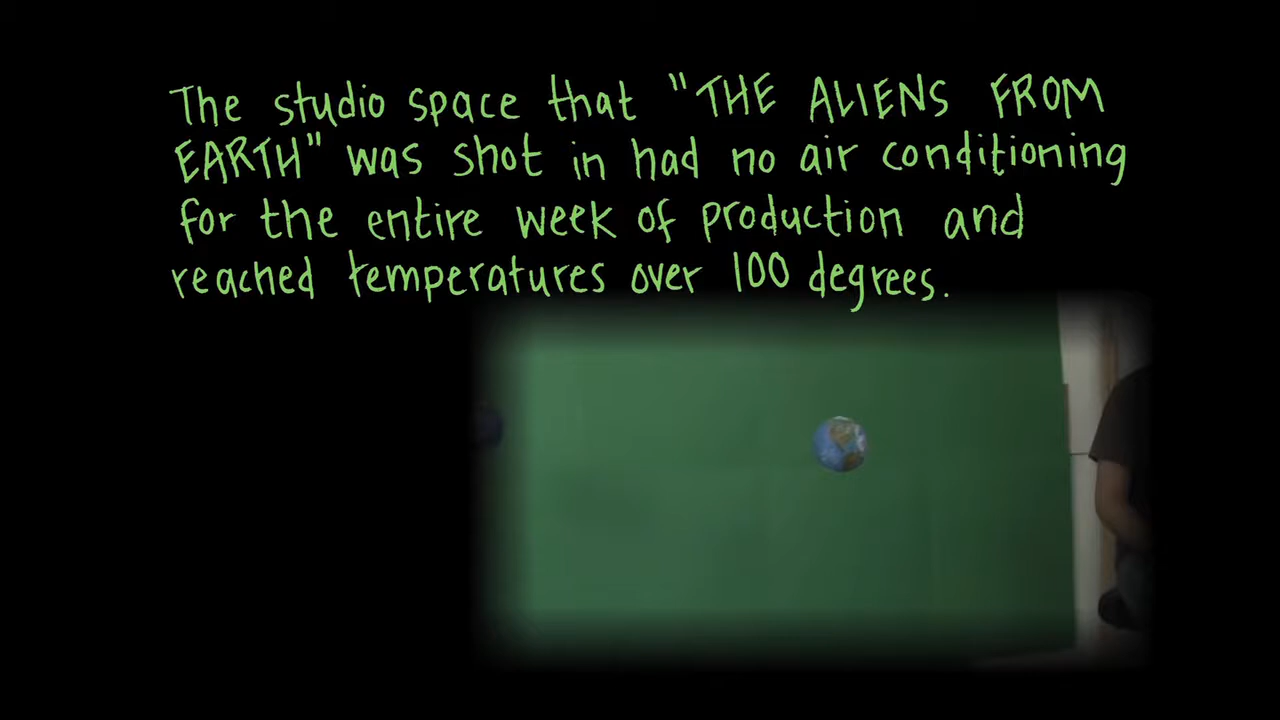 The studio space that "THE ALIENS FROM
EARTH" was shot in had no air conditioning
for the entire week of production and
reached temperatures over 100 degrees.